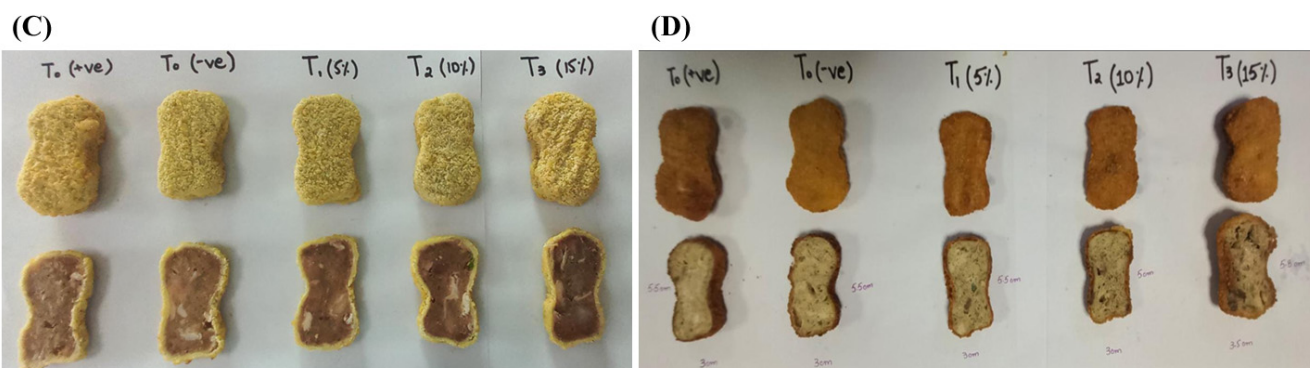 (C)
T₀ (+ve) T₀ (-ve) T₁ (5%) T₂ (10%) T₃ (15%)
(D)
T₀ (+ve) T₀ (-ve) T₁ (5%) T₂ (10%) T₃ (15%)
5.5cm 5.5cm 5.5cm 5cm 5.8cm
3cm 3cm 3cm 3cm 3.5cm